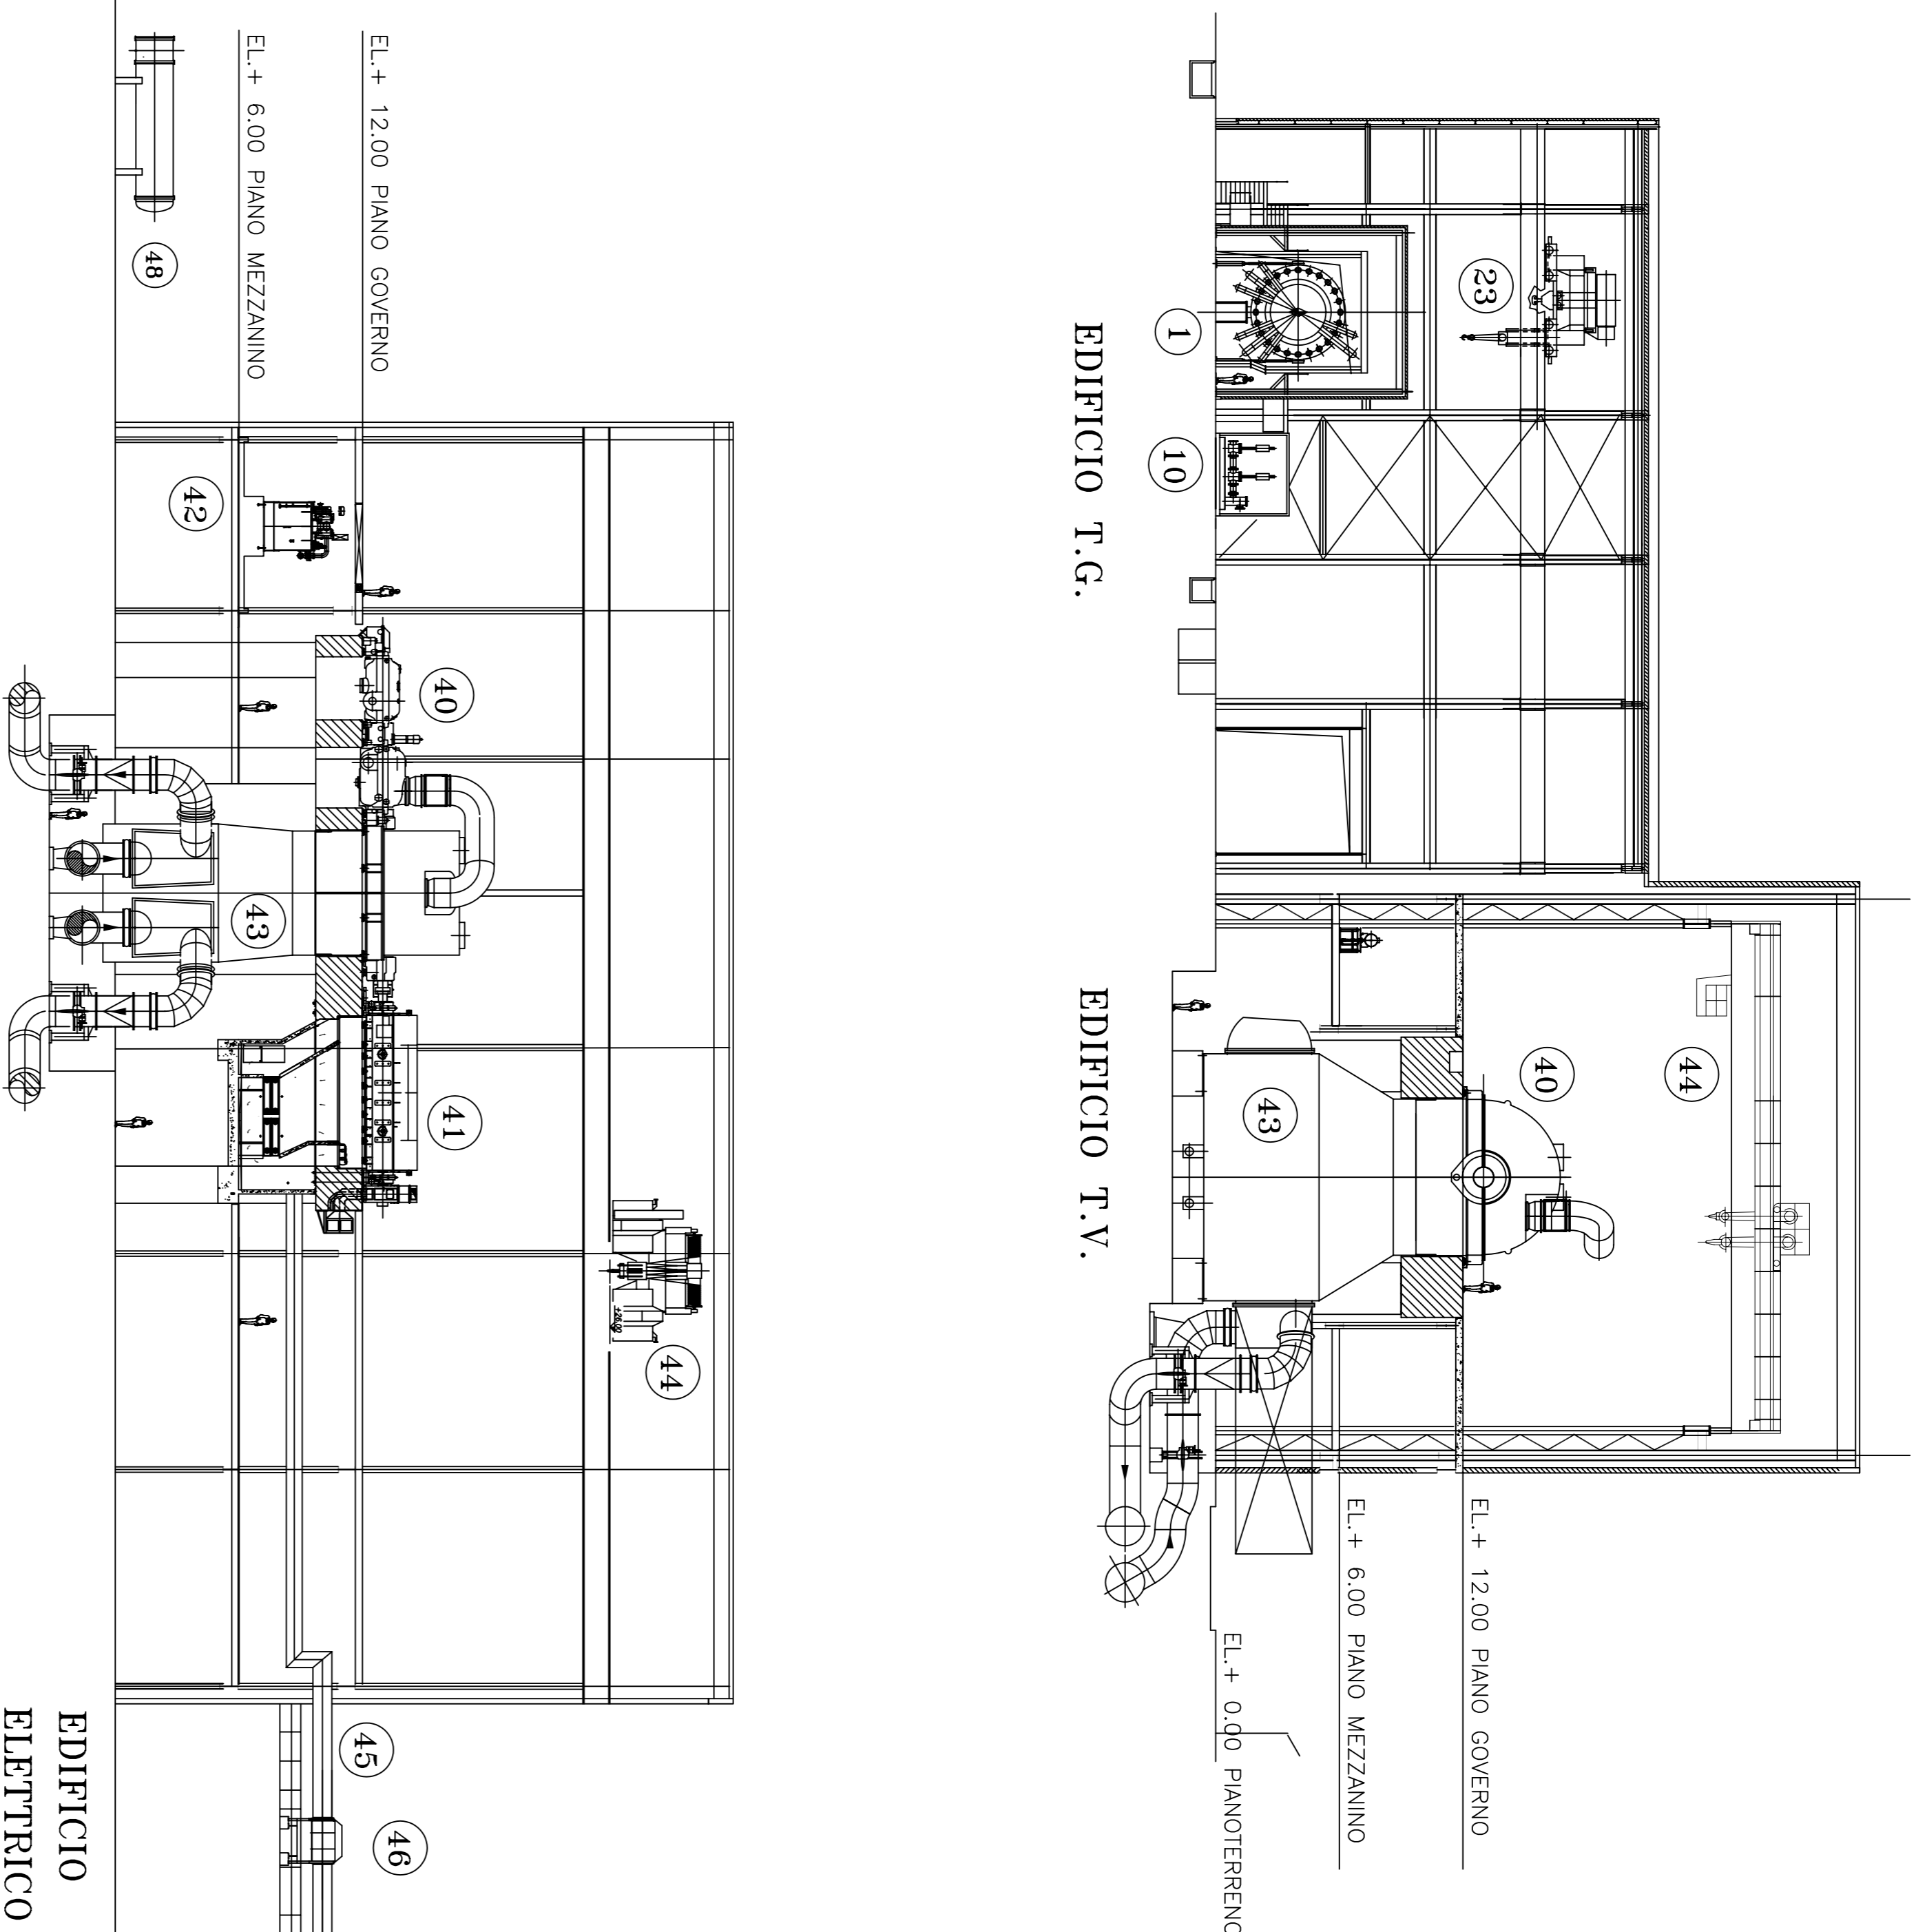 44
40
23
EL.+ 12.00 PIANO GOVERNO
EL.+ 6.00 PIANO MEZZANINO
43
EL.+ 0.00 PIANOTERRENO
1
10
EDIFICIO T.G.
EDIFICIO T.V.
44
+26.00
41
40
46
EL.+ 12.00 PIANO GOVERNO
45
43
EL.+ 6.00 PIANO MEZZANINO
42
48
EDIFICIO
ELETTRICO